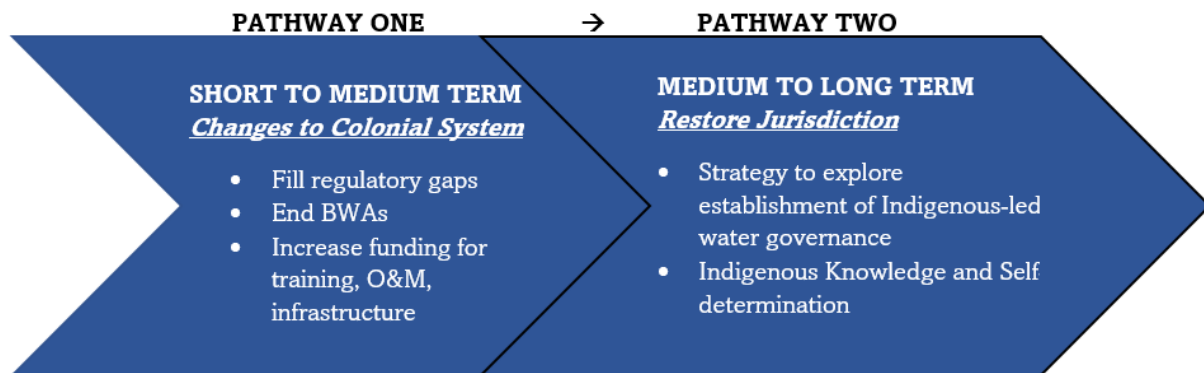 PATHWAY ONE → PATHWAY TWO
SHORT TO MEDIUM TERM
Changes to Colonial System
• Fill regulatory gaps
• End BWAs
• Increase funding for
training, O&M,
infrastructure
MEDIUM TO LONG TERM
Restore Jurisdiction
• Strategy to explore
establishment of Indigenous-led
water governance
• Indigenous Knowledge and Self-
determination